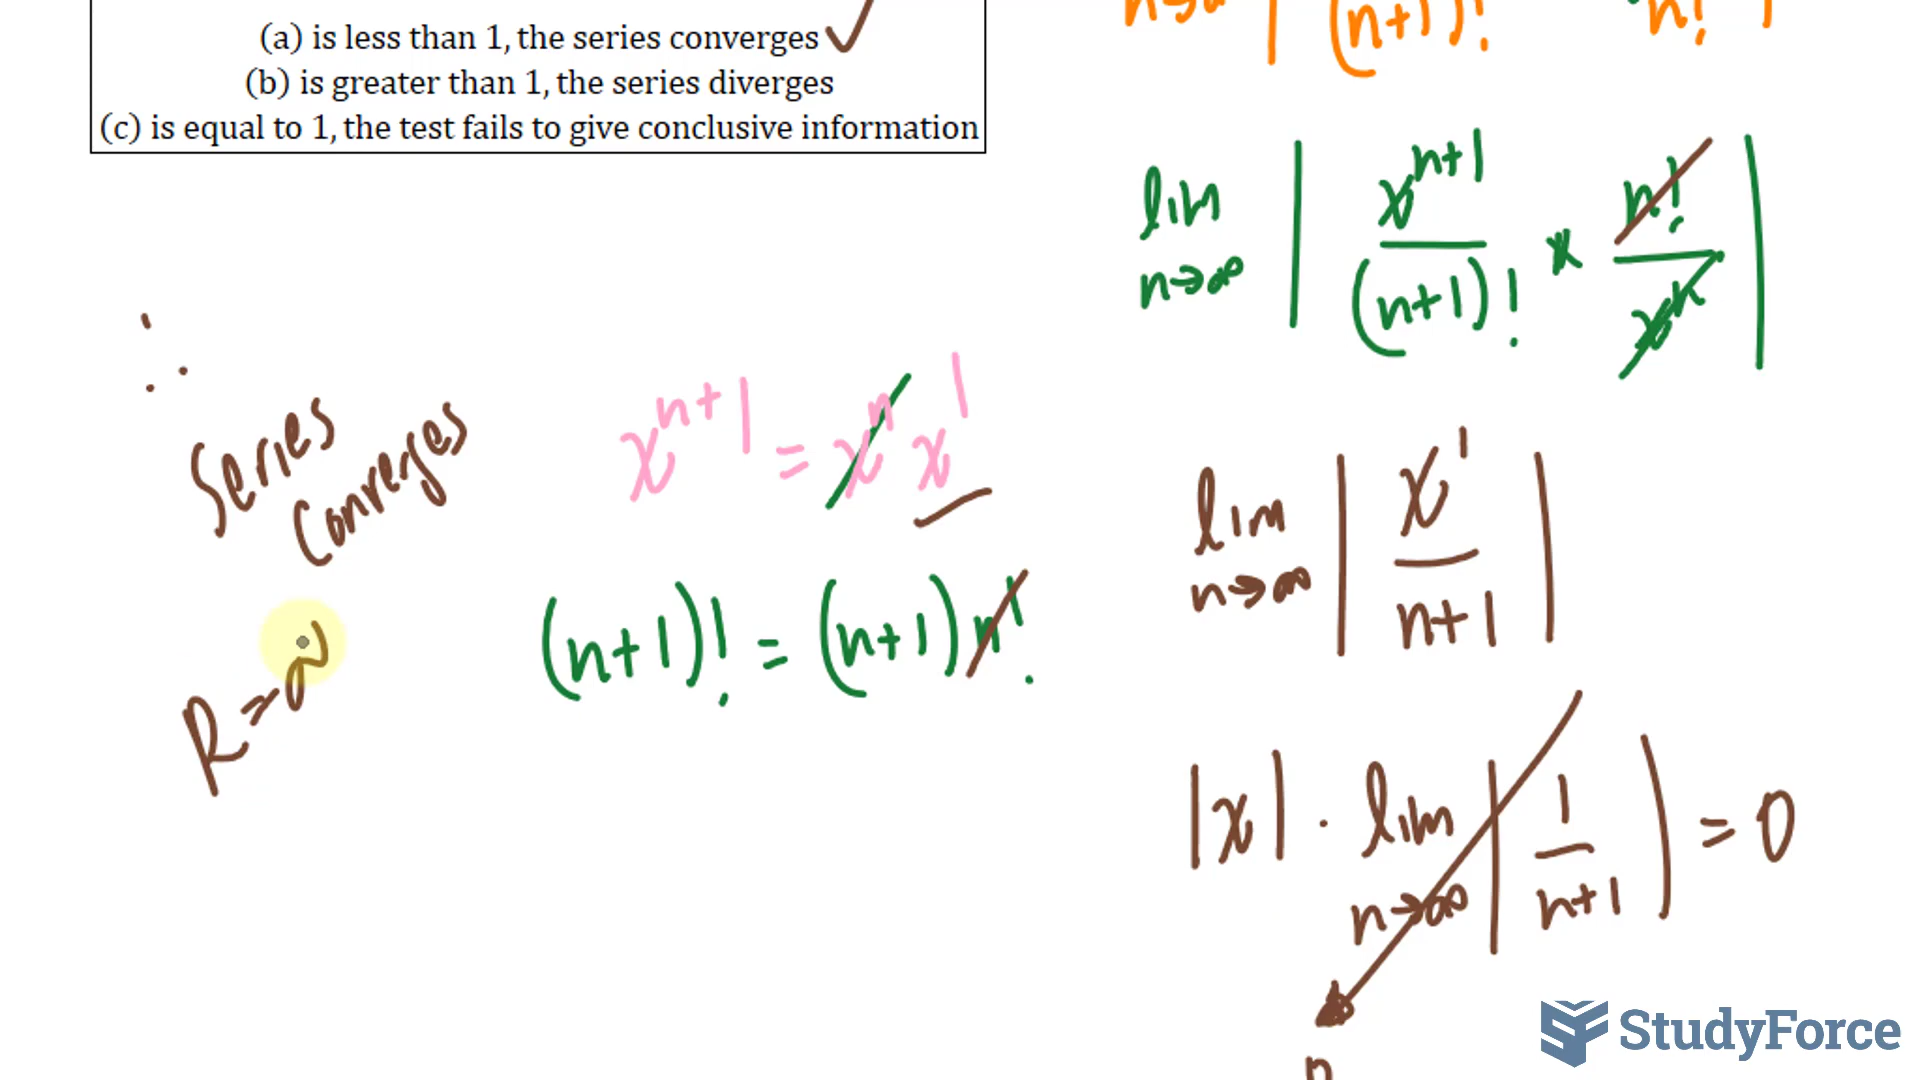 (a) is less than 1, the series converges ✓
(b) is greater than 1, the series diverges
(c) is equal to 1, the test fails to give conclusive information
(n+1)! n!
lim n→∞ | x^(n+1) / (n+1)! * n! / x^n |
∴
Series
Converges
x^(n+1) = x^n x^1
lim n→∞ | x^1 / n+1 |
(n+1)! = (n+1) n!
R=
|x| · lim n→∞ | 1 / n+1 | = 0
StudyForce